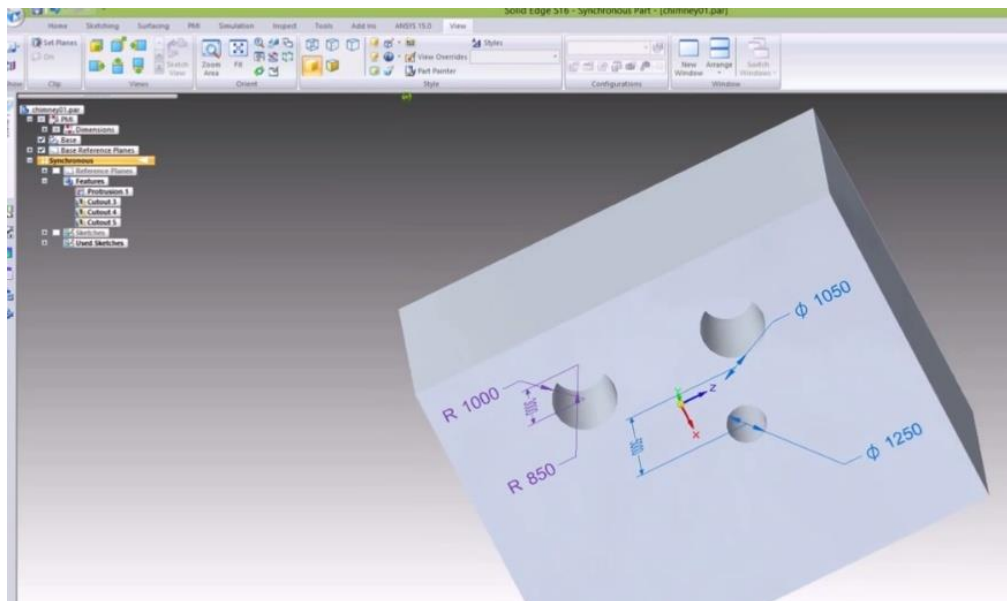 Solid Edge ST6 - Synchronous Part - [chimney01.par]
Home Sketching Surfacing PMI Simulation Inspect Tools Add Ins ANSYS 15.0 View
Set Planes
On
Clip
Sketch View
Views
Zoom Area
Fit
Orient
Styles
View Overrides
Part Painter
Style
Configurations
New Window
Arrange
Switch Windows
Window
chimney01.par
PMI
Dimensions
Base
Base Reference Planes
Synchronous
Reference Planes
Features
Protrusion 1
Cutout 3
Cutout 4
Cutout 5
Sketches
Used Sketches
ϕ 1050
R 1000
Z
Y
X
ϕ 1250
R 850